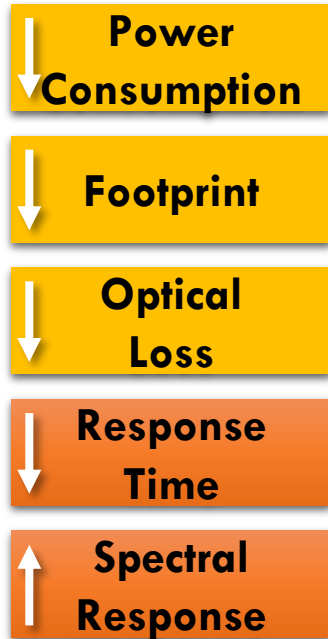 Power
Consumption
Footprint
Optical
Loss
Response
Time
Spectral
Response